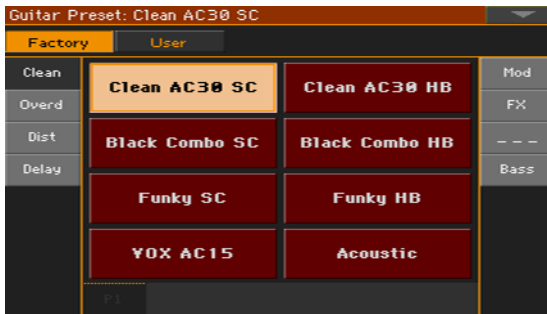 Guitar Preset: Clean AC30 SC
Factory User
Clean
Overd
Dist
Delay
Clean AC30 SC Clean AC30 HB
Black Combo SC Black Combo HB
Funky SC Funky HB
VOX AC15 Acoustic
Mod
FX
---
Bass
P1